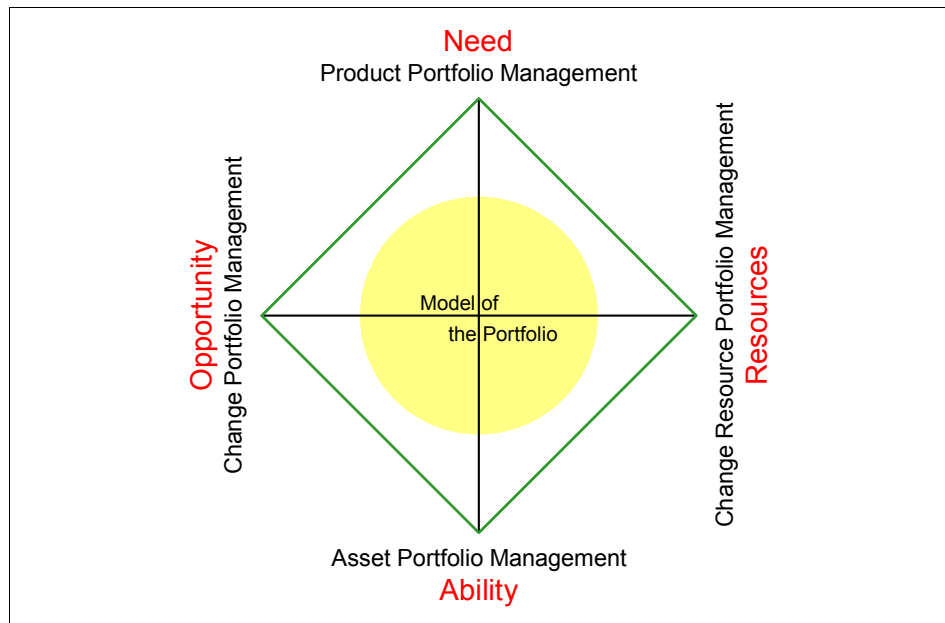 Need
Product Portfolio Management
Opportunity
Change Portfolio Management
Model of
the Portfolio
Change Resource Portfolio Management
Resources
Asset Portfolio Management
Ability